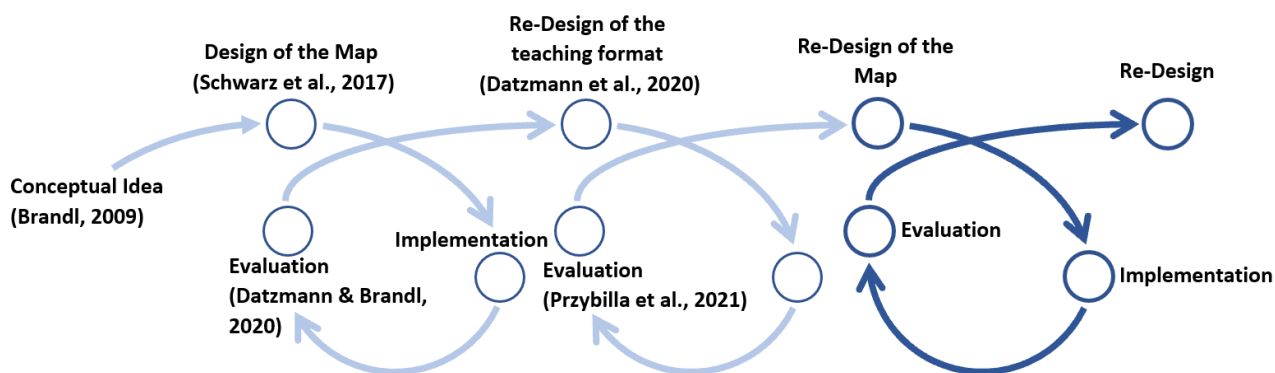 Conceptual Idea
(Brandl, 2009)
Design of the Map
(Schwarz et al., 2017)
Implementation
Evaluation
(Datzmann & Brandl,
2020)
Re-Design of the
teaching format
(Datzmann et al., 2020)
Evaluation
(Przybilla et al., 2021)
Re-Design of the
Map
Implementation
Evaluation
Re-Design